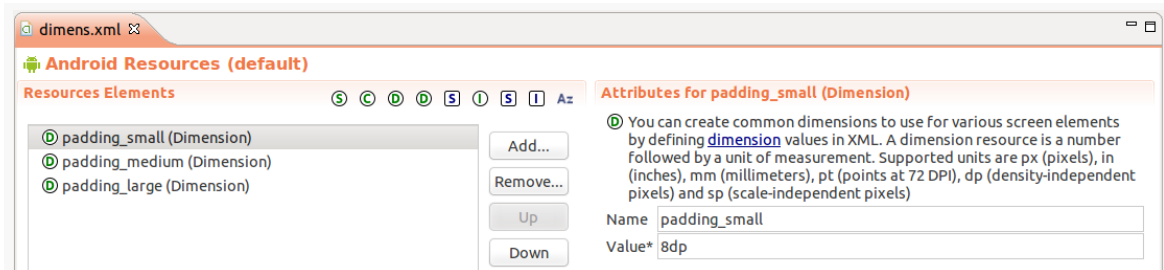 dimens.xml
Android Resources (default)
Resources Elements
S C D D S I S I Az
padding_small (Dimension)
padding_medium (Dimension)
padding_large (Dimension)
Add...
Remove...
Up
Down
Attributes for padding_small (Dimension)
D You can create common dimensions to use for various screen elements
by defining dimension values in XML. A dimension resource is a number
followed by a unit of measurement. Supported units are px (pixels), in
(inches), mm (millimeters), pt (points at 72 DPI), dp (density-independent
pixels) and sp (scale-independent pixels)
Name padding_small
Value* 8dp